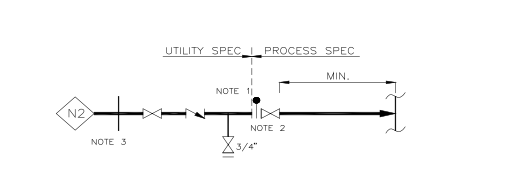 UTILITY SPEC PROCESS SPEC
MIN.
NOTE 1
N2
NOTE 2
NOTE 3
3/4"